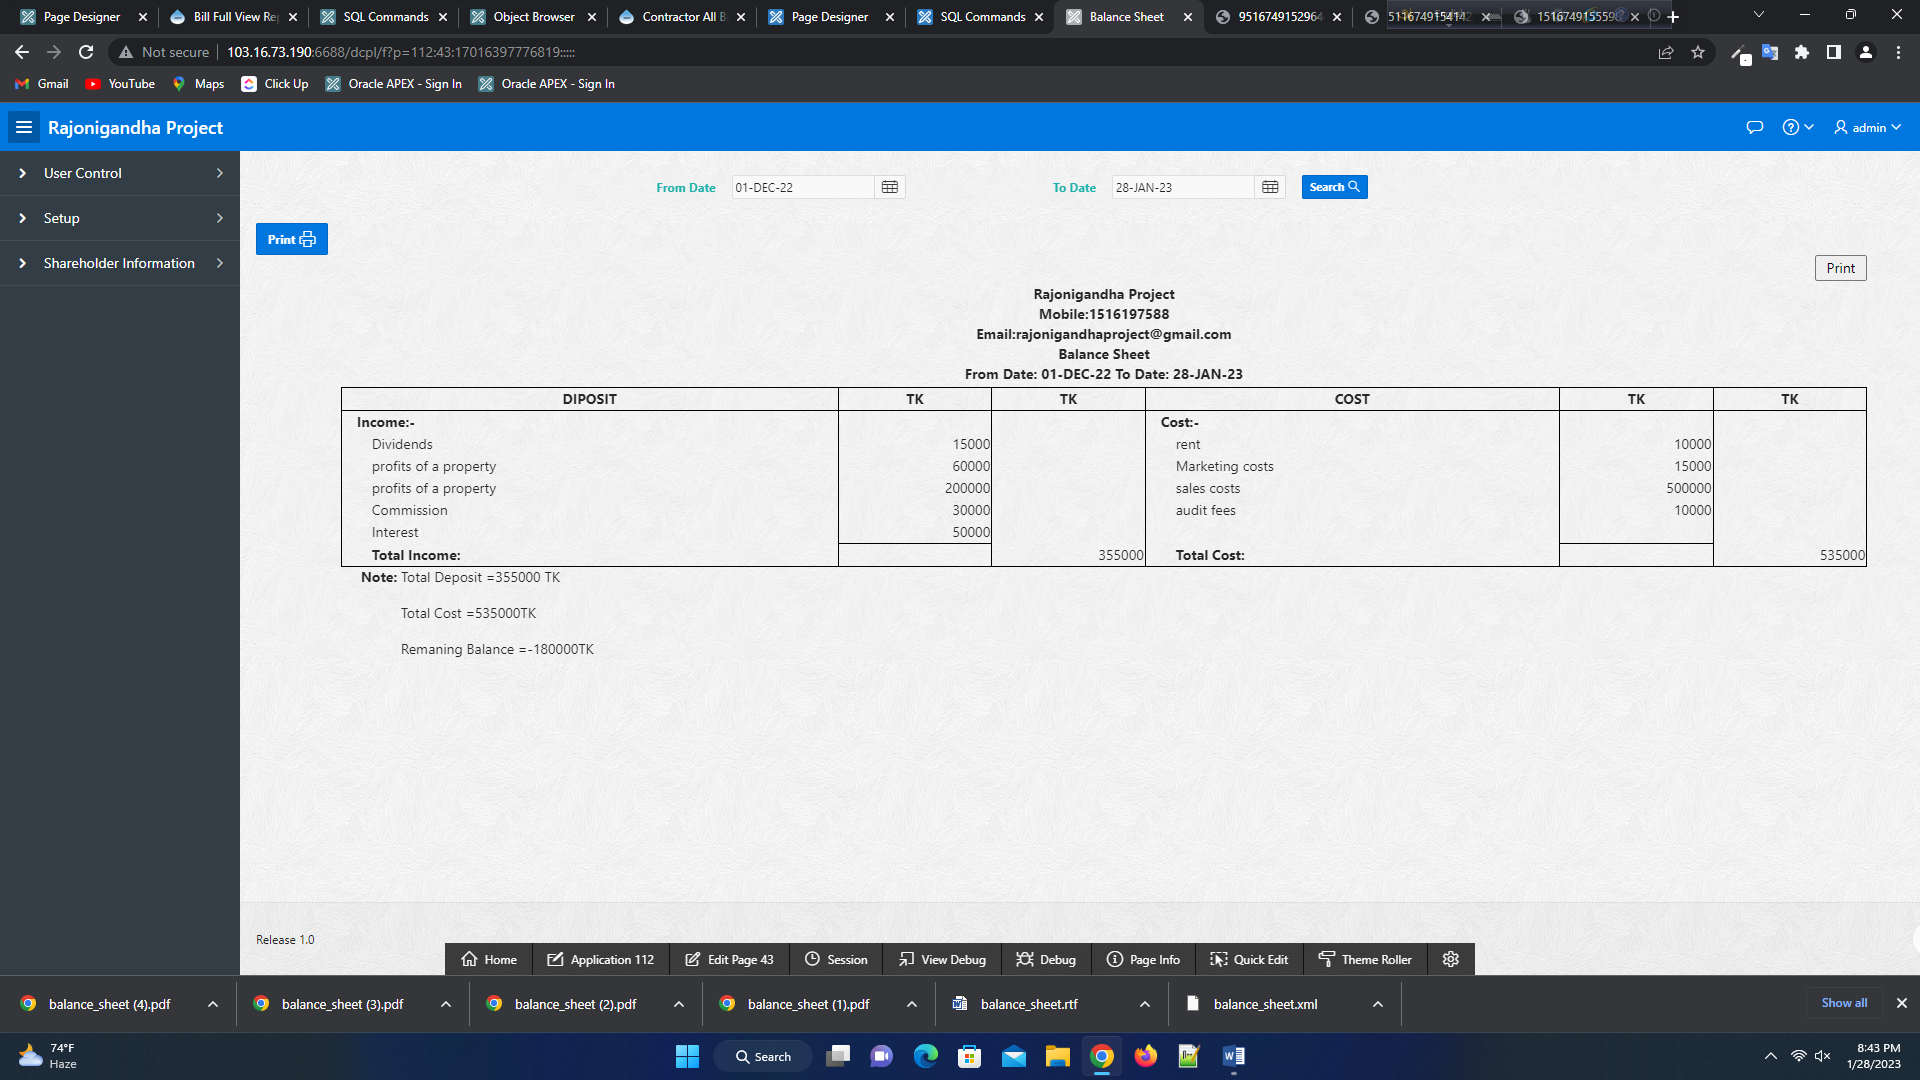 Page Designer
Bill Full View Re
SQL Commands
Object Browser
Contractor All B
Page Designer
SQL Commands
Balance Sheet
9516749152964
5116749154142
1516749155598
Not secure
103.16.73.190:6688/dcpl/f?p=112:43:17016397776819:::::
Gmail
YouTube
Maps
Click Up
Oracle APEX - Sign In
Oracle APEX - Sign In
Rajonigandha Project
admin
User Control
Setup
Shareholder Information
From Date
01-DEC-22
To Date
28-JAN-23
Search
Print
Print
Rajonigandha Project
Mobile:1516197588
Email:rajonigandhaproject@gmail.com
Balance Sheet
From Date: 01-DEC-22 To Date: 28-JAN-23
DIPOSIT TK TK COST TK TK
Income:- Cost:-
Dividends 15000 rent 10000
profits of a property 60000 Marketing costs 15000
profits of a property 200000 sales costs 500000
Commission 30000 audit fees 10000
Interest 50000
Total Income: 355000 Total Cost: 535000
Note: Total Deposit =355000 TK
Total Cost =535000TK
Remaning Balance =-180000TK
Release 1.0
Home
Application 112
Edit Page 43
Session
View Debug
Debug
Page Info
Quick Edit
Theme Roller
balance_sheet (4).pdf
balance_sheet (3).pdf
balance_sheet (2).pdf
balance_sheet (1).pdf
balance_sheet.rtf
balance_sheet.xml
Show all
74°F
Haze
Search
8:43 PM
1/28/2023